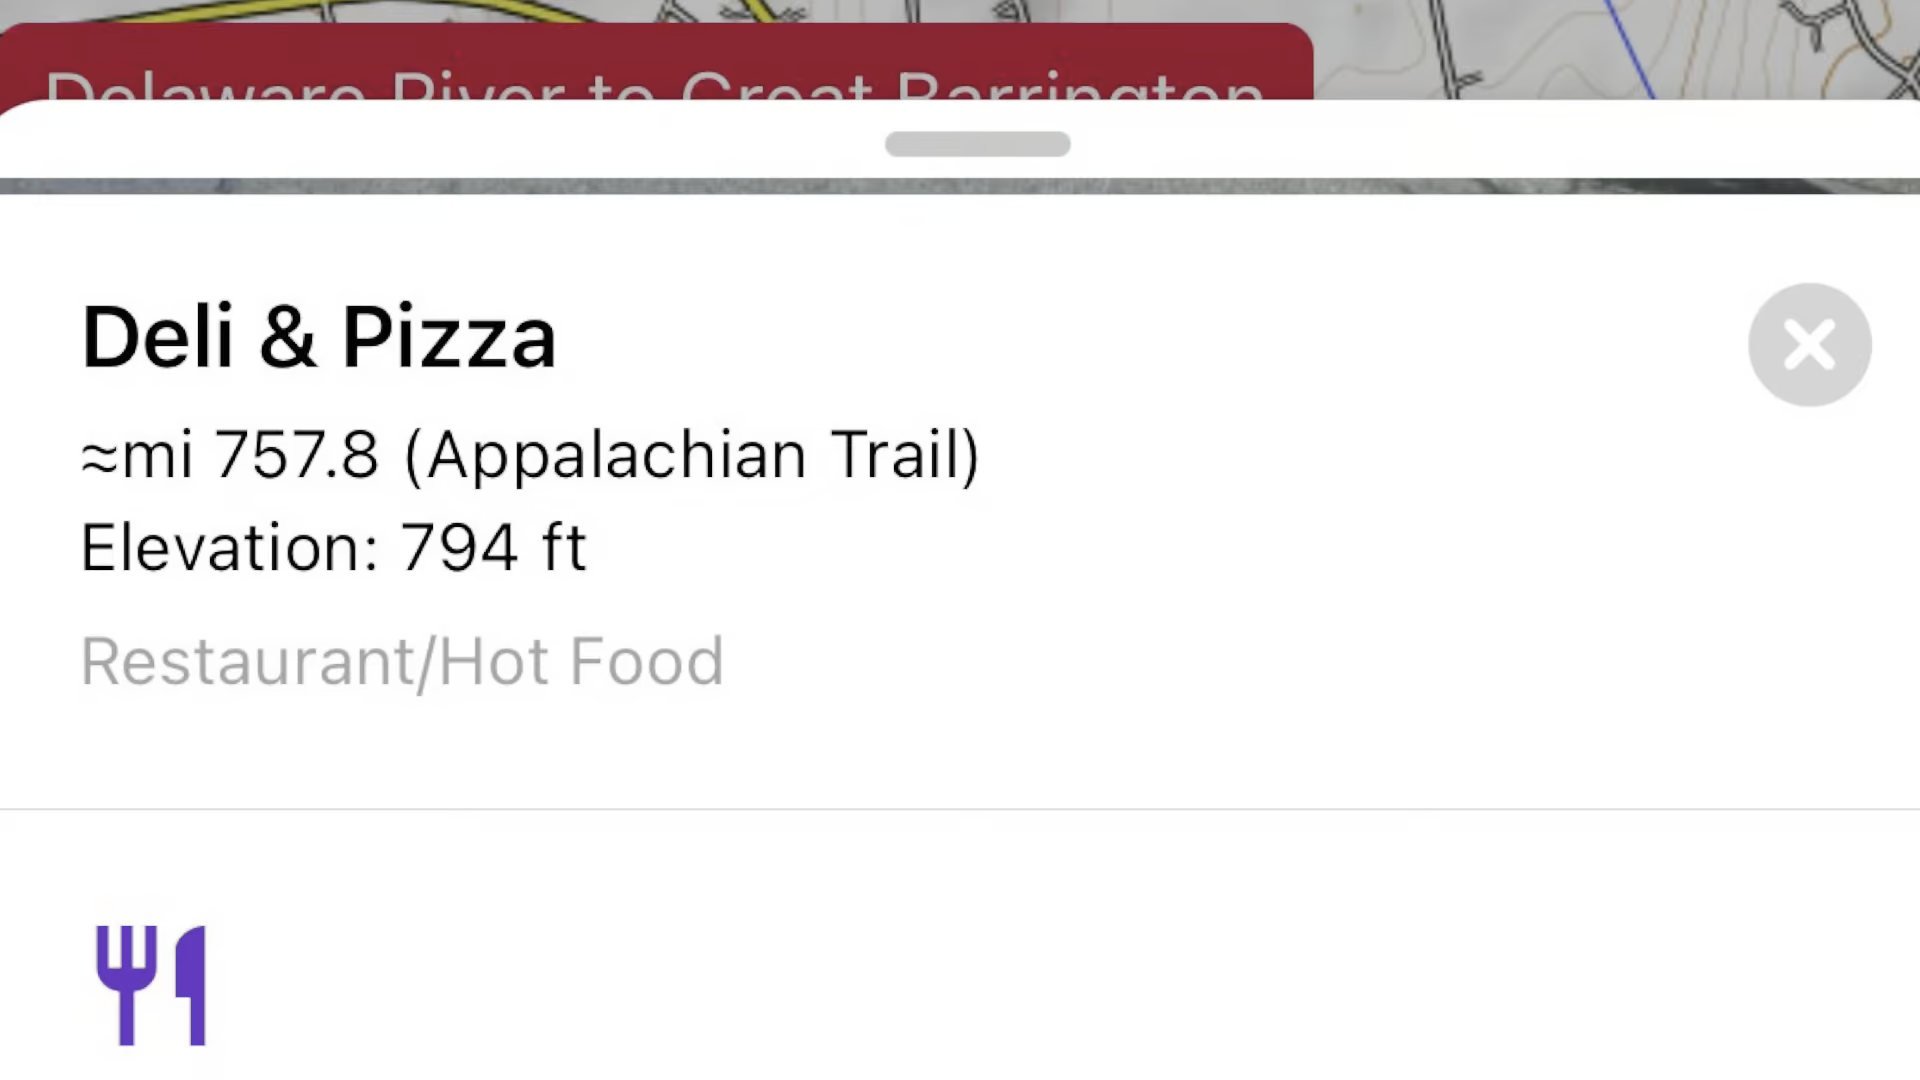 Delaware River to Great Barrington
Deli & Pizza
≈mi 757.8 (Appalachian Trail)
Elevation: 794 ft
Restaurant/Hot Food